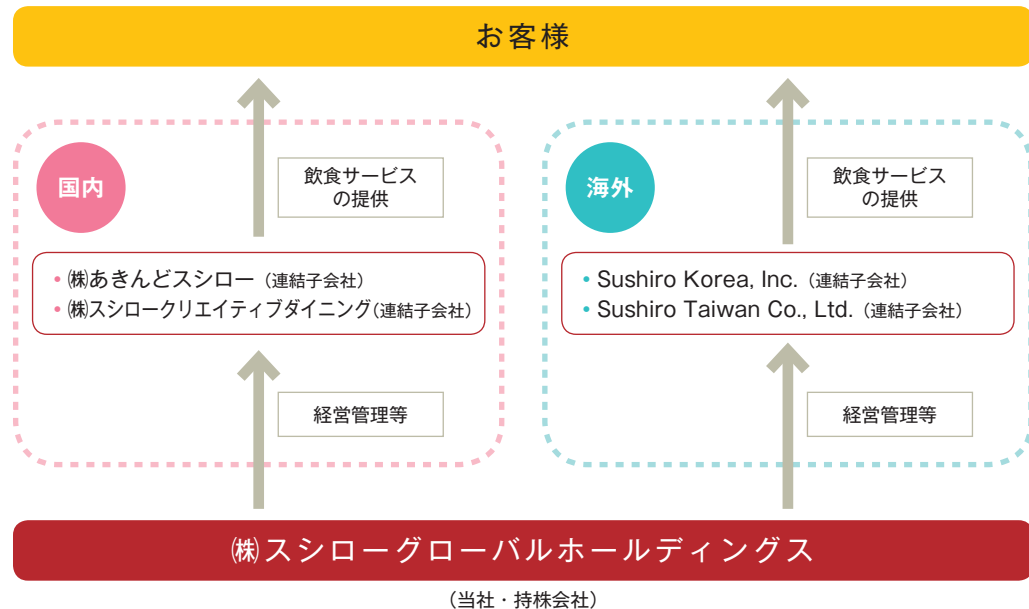 お客様
国内
飲食サービス
の提供
• ㈱あきんどスシロー（連結子会社）
• ㈱スシロークリエイティブダイニング（連結子会社）
経営管理等
海外
飲食サービス
の提供
• Sushiro Korea, Inc.（連結子会社）
• Sushiro Taiwan Co., Ltd.（連結子会社）
経営管理等
㈱スシローグローバルホールディングス
（当社・持株会社）